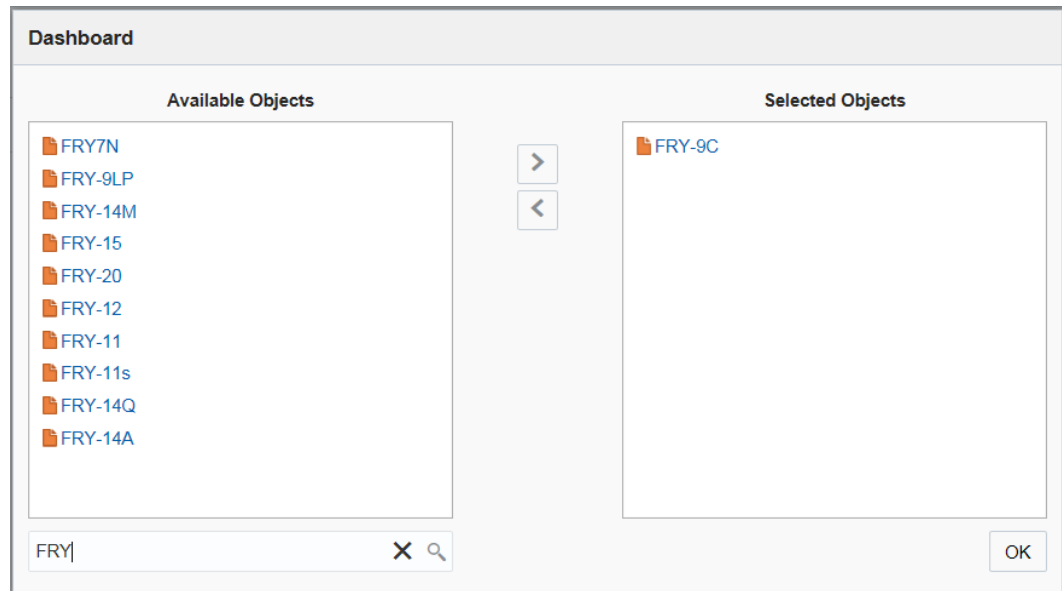 Dashboard
Available Objects
FRY7N
FRY-9LP
FRY-14M
FRY-15
FRY-20
FRY-12
FRY-11
FRY-11s
FRY-14Q
FRY-14A
FRY
Selected Objects
FRY-9C
OK